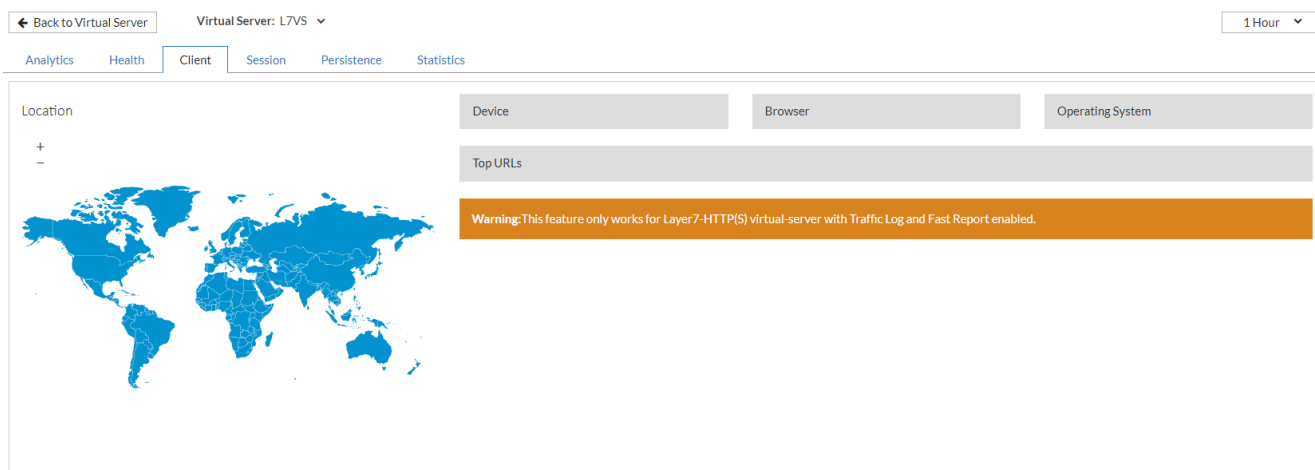 Back to Virtual Server Virtual Server: L7VS 1 Hour
Analytics Health Client Session Persistence Statistics
Location
+
−
Device Browser Operating System
Top URLs
Warning:This feature only works for Layer7-HTTP(S) virtual-server with Traffic Log and Fast Report enabled.